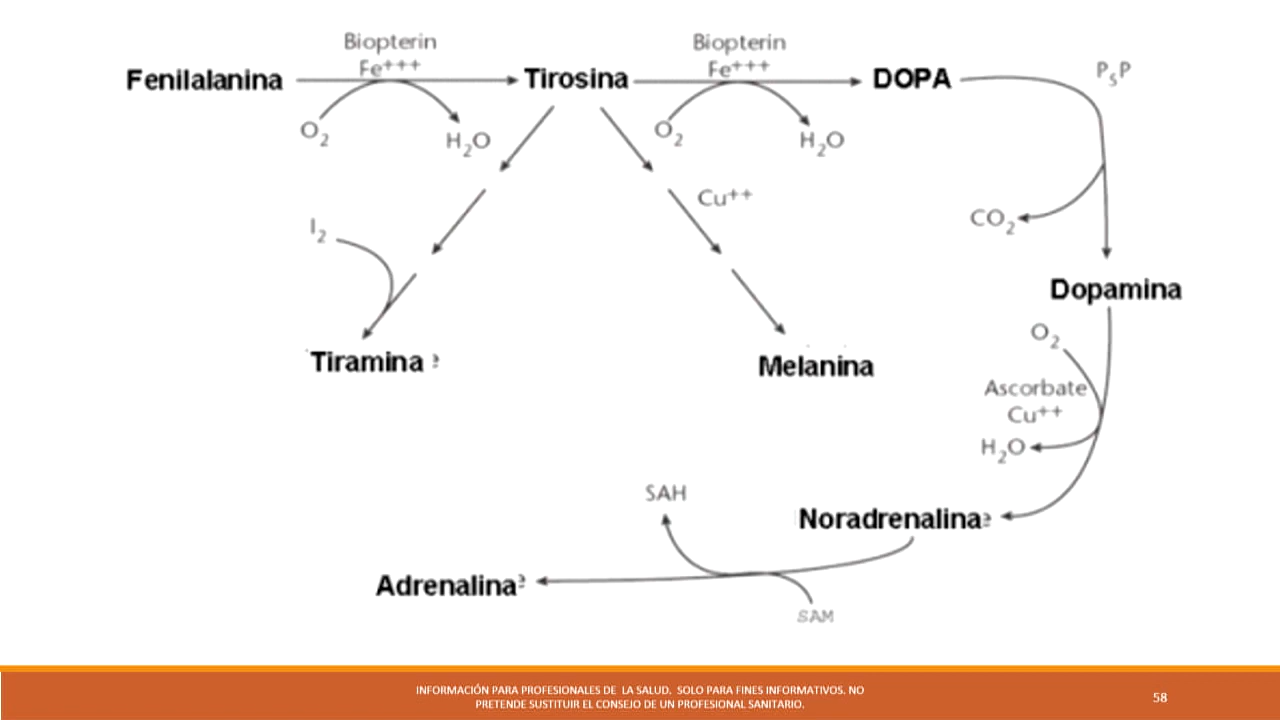 Biopterin
Fe+++
Biopterin
Fe+++
Fenilalanina
Tirosina
DOPA
P5P
O2
H2O
O2
H2O
Cu++
I2
CO2
Dopamina
O2
Tiramina
Melanina
Ascorbate
Cu++
H2O
SAH
Noradrenalina
Adrenalina
SAM
INFORMACIÓN PARA PROFESIONALES DE LA SALUD. SOLO PARA FINES INFORMATIVOS. NO
PRETENDE SUSTITUIR EL CONSEJO DE UN PROFESIONAL SANITARIO.
58